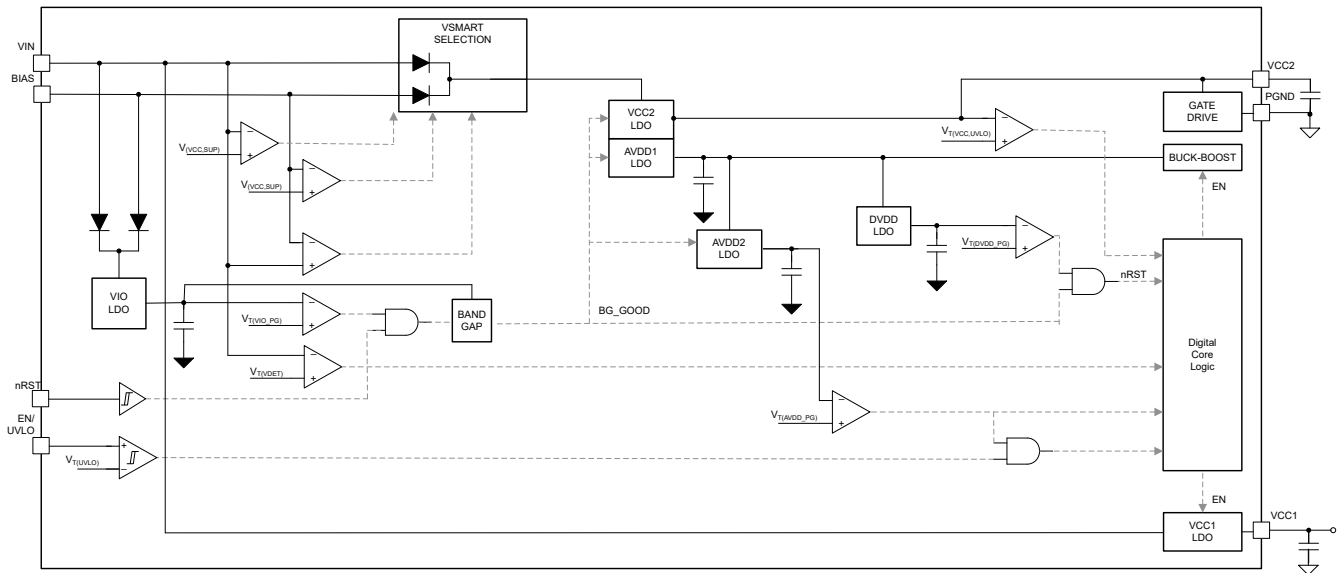 VSMART
SELECTION
VIN
BIAS
VCC2
PGND
GATE
DRIVE
VCC2
LDO
AVDD1
LDO
VT(VCC,UVLO)
V(VCC,SUP)
V(VCC,SUP)
BUCK-BOOST
EN
DVDD
LDO
VT(DVDD_PG)
AVDD2
LDO
nRST
VIO
LDO
VT(VIO_PG)
BAND
GAP
BG_GOOD
Digital
Core
Logic
VT(VDET)
nRST
EN/
UVLO
VT(AVDD_PG)
VT(UVLO)
EN
VCC1
LDO
VCC1